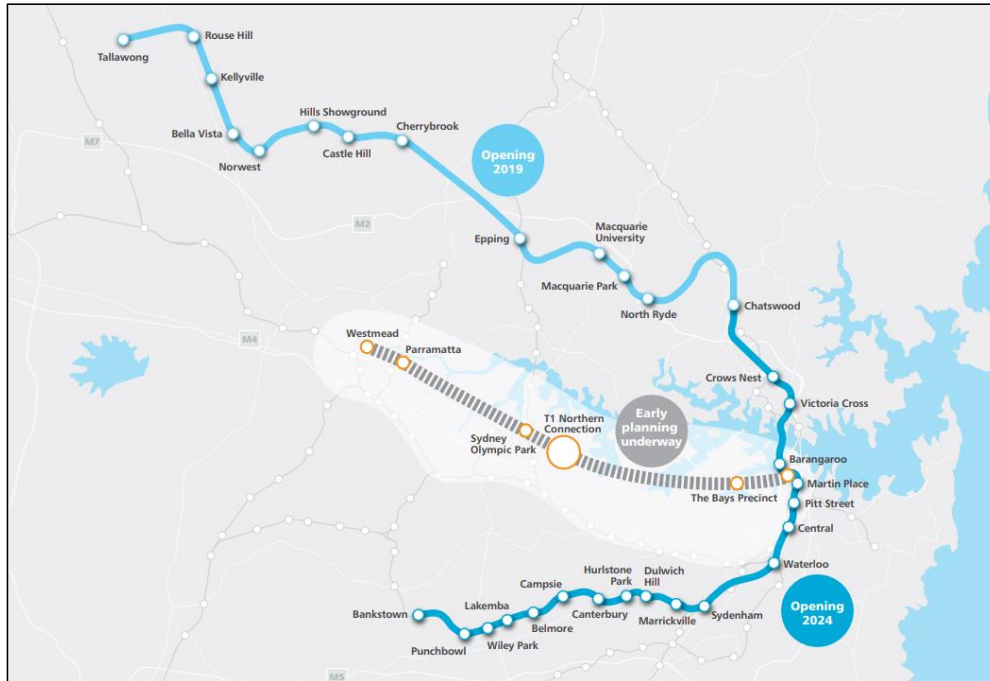 Tallawong
Rouse Hill
Kellyville
Bella Vista
Norwest
Hills Showground
Castle Hill
Cherrybrook
M7
Opening
2019
M2
Epping
Macquarie
University
Macquarie Park
North Ryde
Chatswood
M4
Westmead
Parramatta
Crows Nest
Victoria Cross
Sydney
Olympic Park
T1 Northern
Connection
Early
planning
underway
Barangaroo
Martin Place
The Bays Precinct
Pitt Street
Central
Waterloo
Bankstown
Punchbowl
Lakemba
Wiley Park
Campsie
Belmore
Hurlstone
Park
Canterbury
Dulwich
Hill
Marrickville
Sydenham
Opening
2024
M5